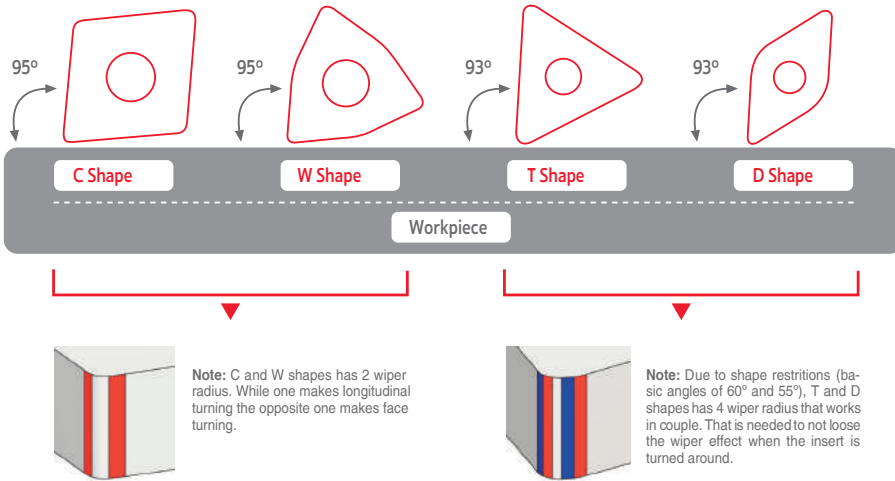 95º
95º
93º
93º
C Shape
W Shape
T Shape
D Shape
Workpiece
Note: C and W shapes has 2 wiper
radius. While one makes longitudinal
turning the opposite one makes face
turning.
Note: Due to shape restritions (ba-
sic angles of 60º and 55º), T and D
shapes has 4 wiper radius that works
in couple. That is needed to not loose
the wiper effect when the insert is
turned around.